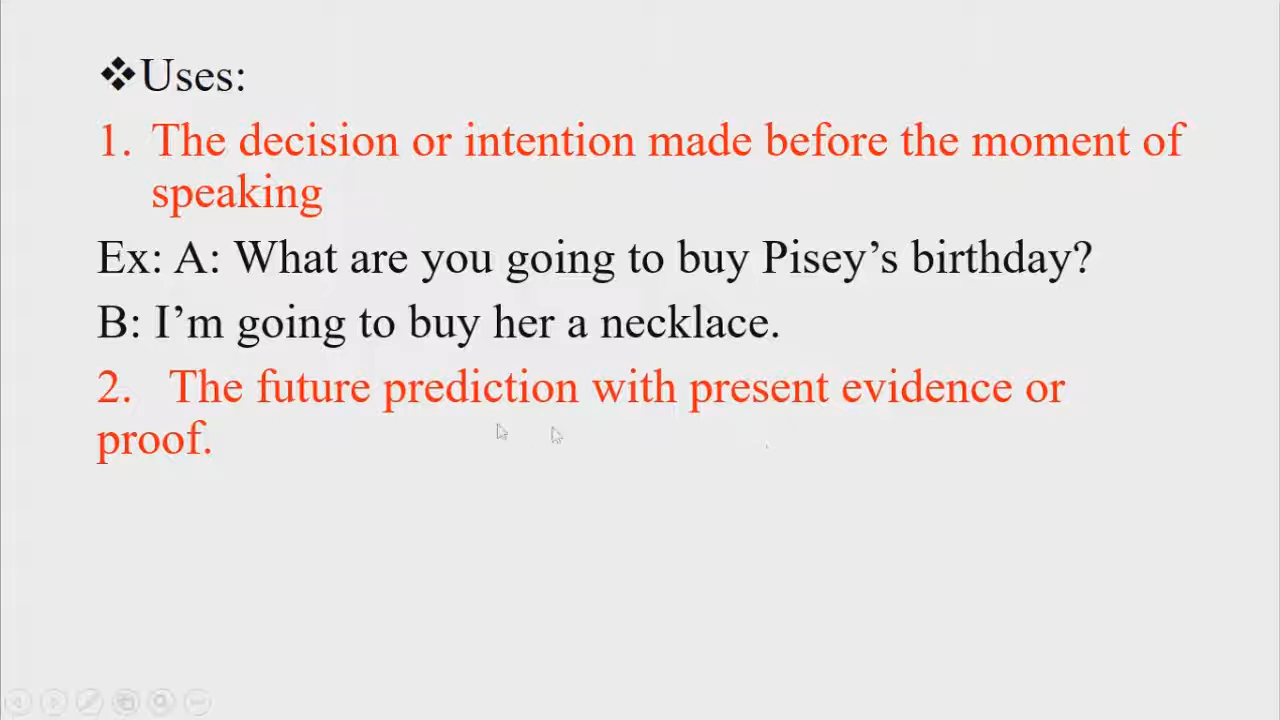 ❖Uses:
1. The decision or intention made before the moment of
speaking
Ex: A: What are you going to buy Pisey’s birthday?
B: I’m going to buy her a necklace.
2. The future prediction with present evidence or
proof.